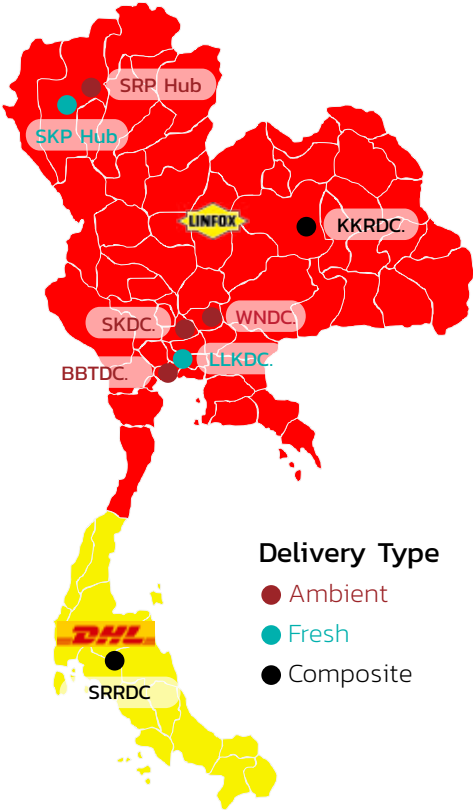 SRP Hub
SKP Hub
LINFOX
KKRDC.
SKDC.
WNDC.
LLKDC.
BBTDC.
Delivery Type
Ambient
Fresh
Composite
DHL
SRRDC